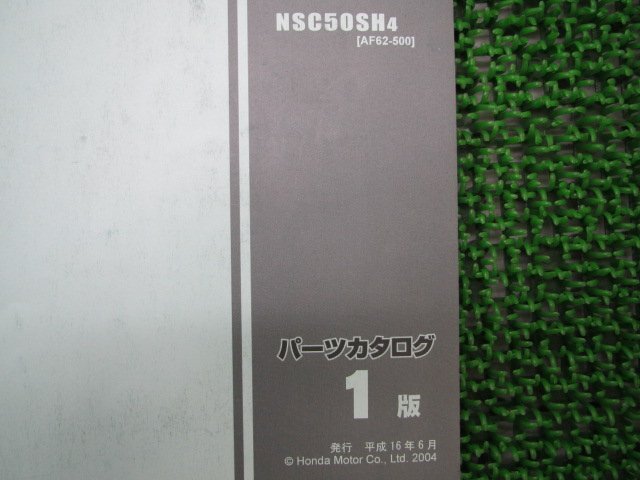 NSC50SH4
[AF62-500]
パーツカタログ
1 版
発行 平成16年6月
© Honda Motor Co., Ltd. 2004